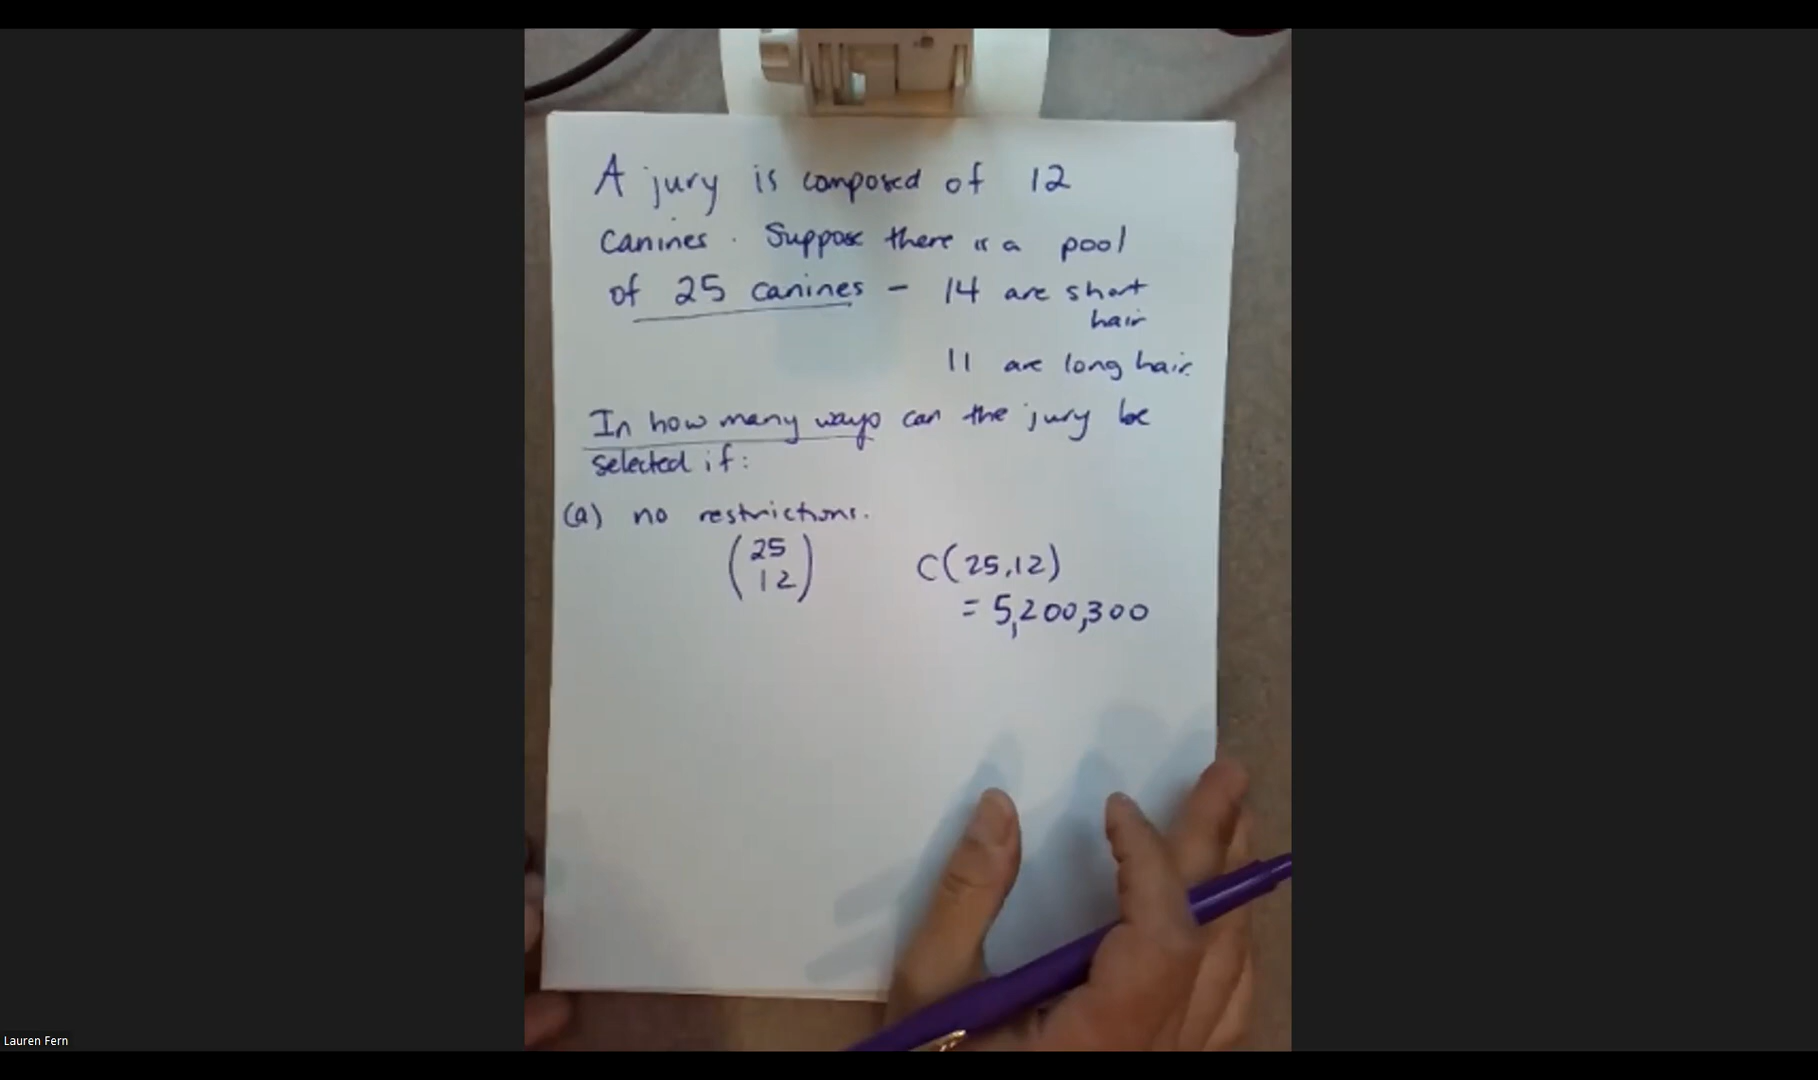 A jury is composed of 12
canines. Suppose there is a pool
of 25 canines - 14 are short
hair
11 are long hair.
In how many ways can the jury be
selected if:
(a) no restrictions.
(25
12)
C(25,12)
= 5,200,300
Lauren Fern